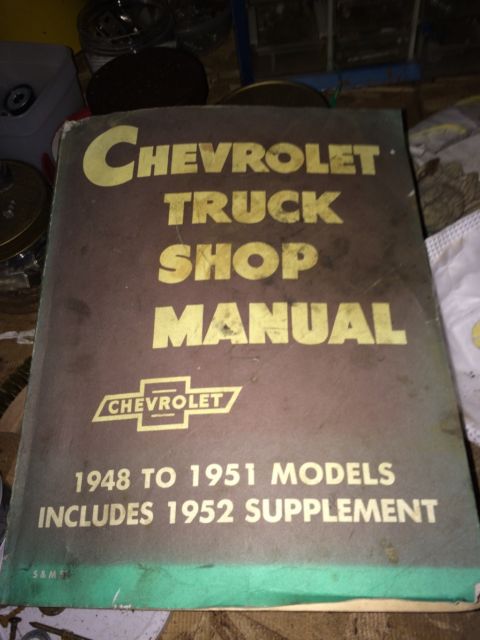 CHEVROLET
TRUCK
SHOP
MANUAL
CHEVROLET
1948 TO 1951 MODELS
INCLUDES 1952 SUPPLEMENT
S & M